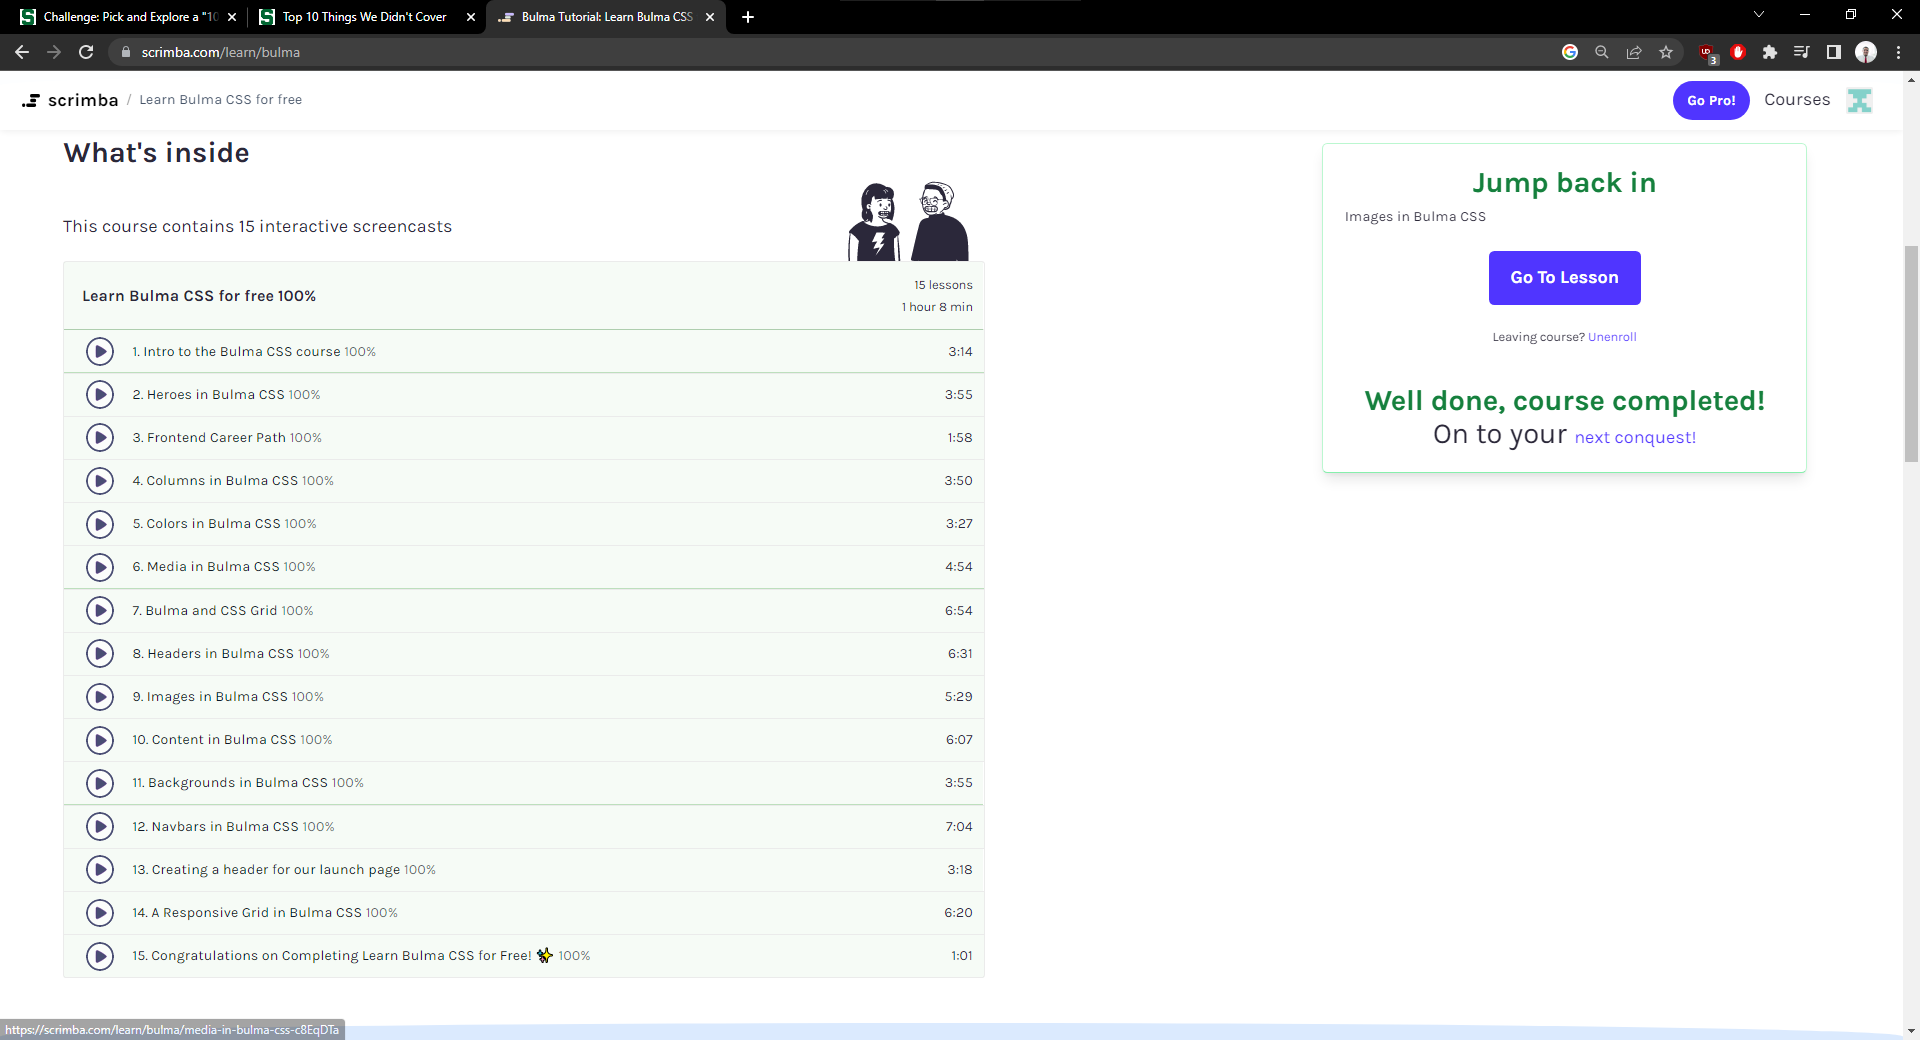 Challenge: Pick and Explore a "10
Top 10 Things We Didn't Cover
Bulma Tutorial: Learn Bulma CSS
scrimba.com/learn/bulma
3
scrimba / Learn Bulma CSS for free
Go Pro! Courses
What's inside
This course contains 15 interactive screencasts
Learn Bulma CSS for free 100%
15 lessons
1 hour 8 min
1. Intro to the Bulma CSS course 100% 3:14
2. Heroes in Bulma CSS 100% 3:55
3. Frontend Career Path 100% 1:58
4. Columns in Bulma CSS 100% 3:50
5. Colors in Bulma CSS 100% 3:27
6. Media in Bulma CSS 100% 4:54
7. Bulma and CSS Grid 100% 6:54
8. Headers in Bulma CSS 100% 6:31
9. Images in Bulma CSS 100% 5:29
10. Content in Bulma CSS 100% 6:07
11. Backgrounds in Bulma CSS 100% 3:55
12. Navbars in Bulma CSS 100% 7:04
13. Creating a header for our launch page 100% 3:18
14. A Responsive Grid in Bulma CSS 100% 6:20
15. Congratulations on Completing Learn Bulma CSS for Free! ✨ 100% 1:01
Jump back in
Images in Bulma CSS
Go To Lesson
Leaving course? Unenroll
Well done, course completed!
On to your next conquest!
https://scrimba.com/learn/bulma/media-in-bulma-css-c8EqDTa